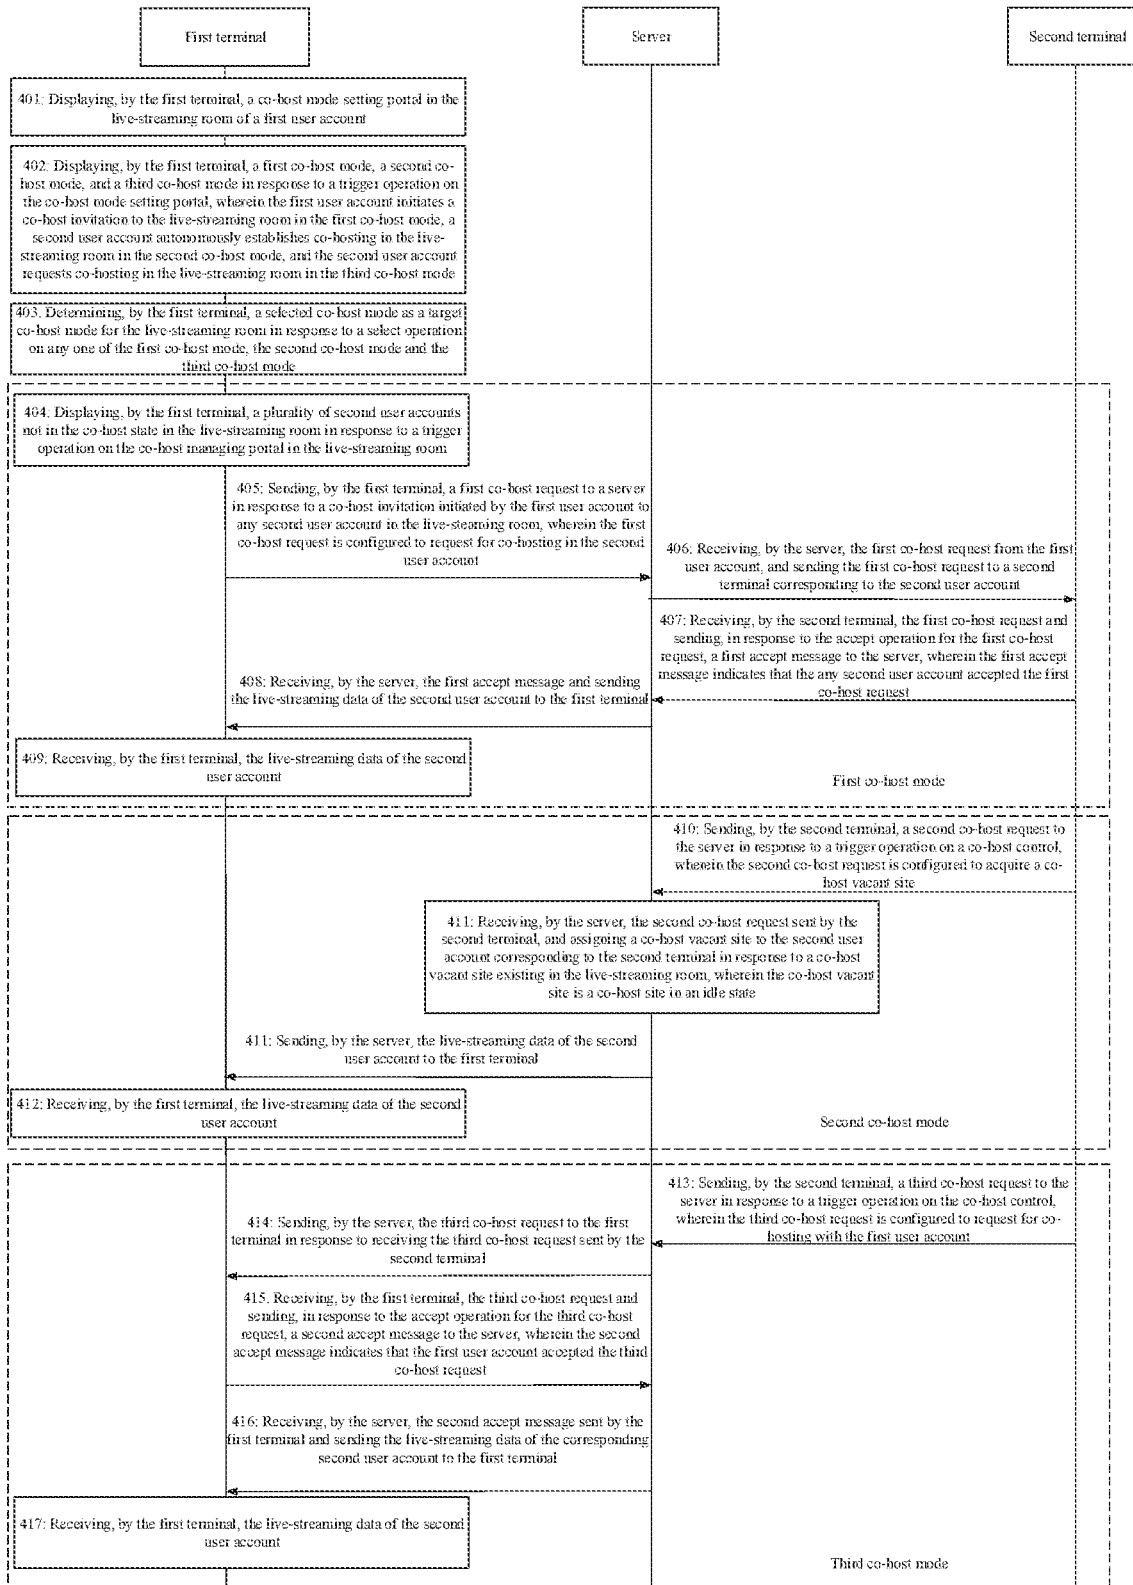 First terminal
Server
Second terminal
401: Displaying, by the first terminal, a co-host mode setting portal in the
live-streaming room of a first user account
402: Displaying, by the first terminal, a first co-host mode, a second co-
host mode, and a third co-host mode in response to a trigger operation on
the co-host mode setting portal, wherein the first user account initiates a
co-host invitation to the live-streaming room in the first co-host mode, a
second user account autonomously establishes co-hosting in the live-
streaming room in the second co-host mode, and the second user account
requests co-hosting in the live-streaming room in the third co-host mode
403. Determining, by the first terminal, a selected co-host mode as a target
co-host mode for the live-streaming room in response to a select operation
on any one of the first co-host mode, the second co-host mode and the
third co-host mode
404: Displaying, by the first terminal, a plurality of second user accounts
not in the co-host state in the live-streaming room in response to a trigger
operation on the co-host managing portal in the live-streaming room
405: Sending, by the first terminal, a first co-host request to a server
in response to a co-host invitation initiated by the first user account to
any second user account in the live-steaming room, wherein the first
co-host request is configured to request for co-hosting in the second
user account
406: Receiving, by the server, the first co-host request from the first
user account, and sending the first co-host request to a second
terminal corresponding to the second user account
407: Receiving, by the second terminal, the first co-host request and
sending, in response to the accept operation for the first co-host
request, a first accept message to the server, wherein the first accept
message indicates that the any second user account accepted the first
co-host request
408: Receiving, by the server, the first accept message and sending
the live-streaming data of the second user account to the first terminal
409: Receiving, by the first terminal, the live-streaming data of the second
user account
First co-host mode
410: Sending, by the second terminal, a second co-host request to
the server in response to a trigger operation on a co-host control,
wherein the second co-host request is configured to acquire a co-
host vacant site
411: Receiving, by the server, the second co-host request sent by the
second terminal, and assigning a co-host vacant site to the second user
account corresponding to the second terminal in response to a co-host
vacant site existing in the live-streaming room, wherein the co-host vacant
site is a co-host site in an idle state
411: Sending, by the server, the live-streaming data of the second
user account to the first terminal
412: Receiving, by the first terminal, the live-streaming data of the second
user account
Second co-host mode
413: Sending, by the second terminal, a third co-host request to the
server in response to a trigger operation on the co-host control,
wherein the third co-host request is configured to request for co-
hosting with the first user account
414: Sending, by the server, the third co-host request to the first
terminal in response to receiving the third co-host request sent by the
second terminal
415. Receiving, by the first terminal, the third co-host request and
sending, in response to the accept operation for the third co-host
request, a second accept message to the server, wherein the second
accept message indicates that the first user account accepted the third
co-host request
416: Receiving, by the server, the second accept message sent by the
first terminal and sending the live-streaming data of the corresponding
second user account to the first terminal
417: Receiving, by the first terminal, the live-streaming data of the second
user account
Third co-host mode